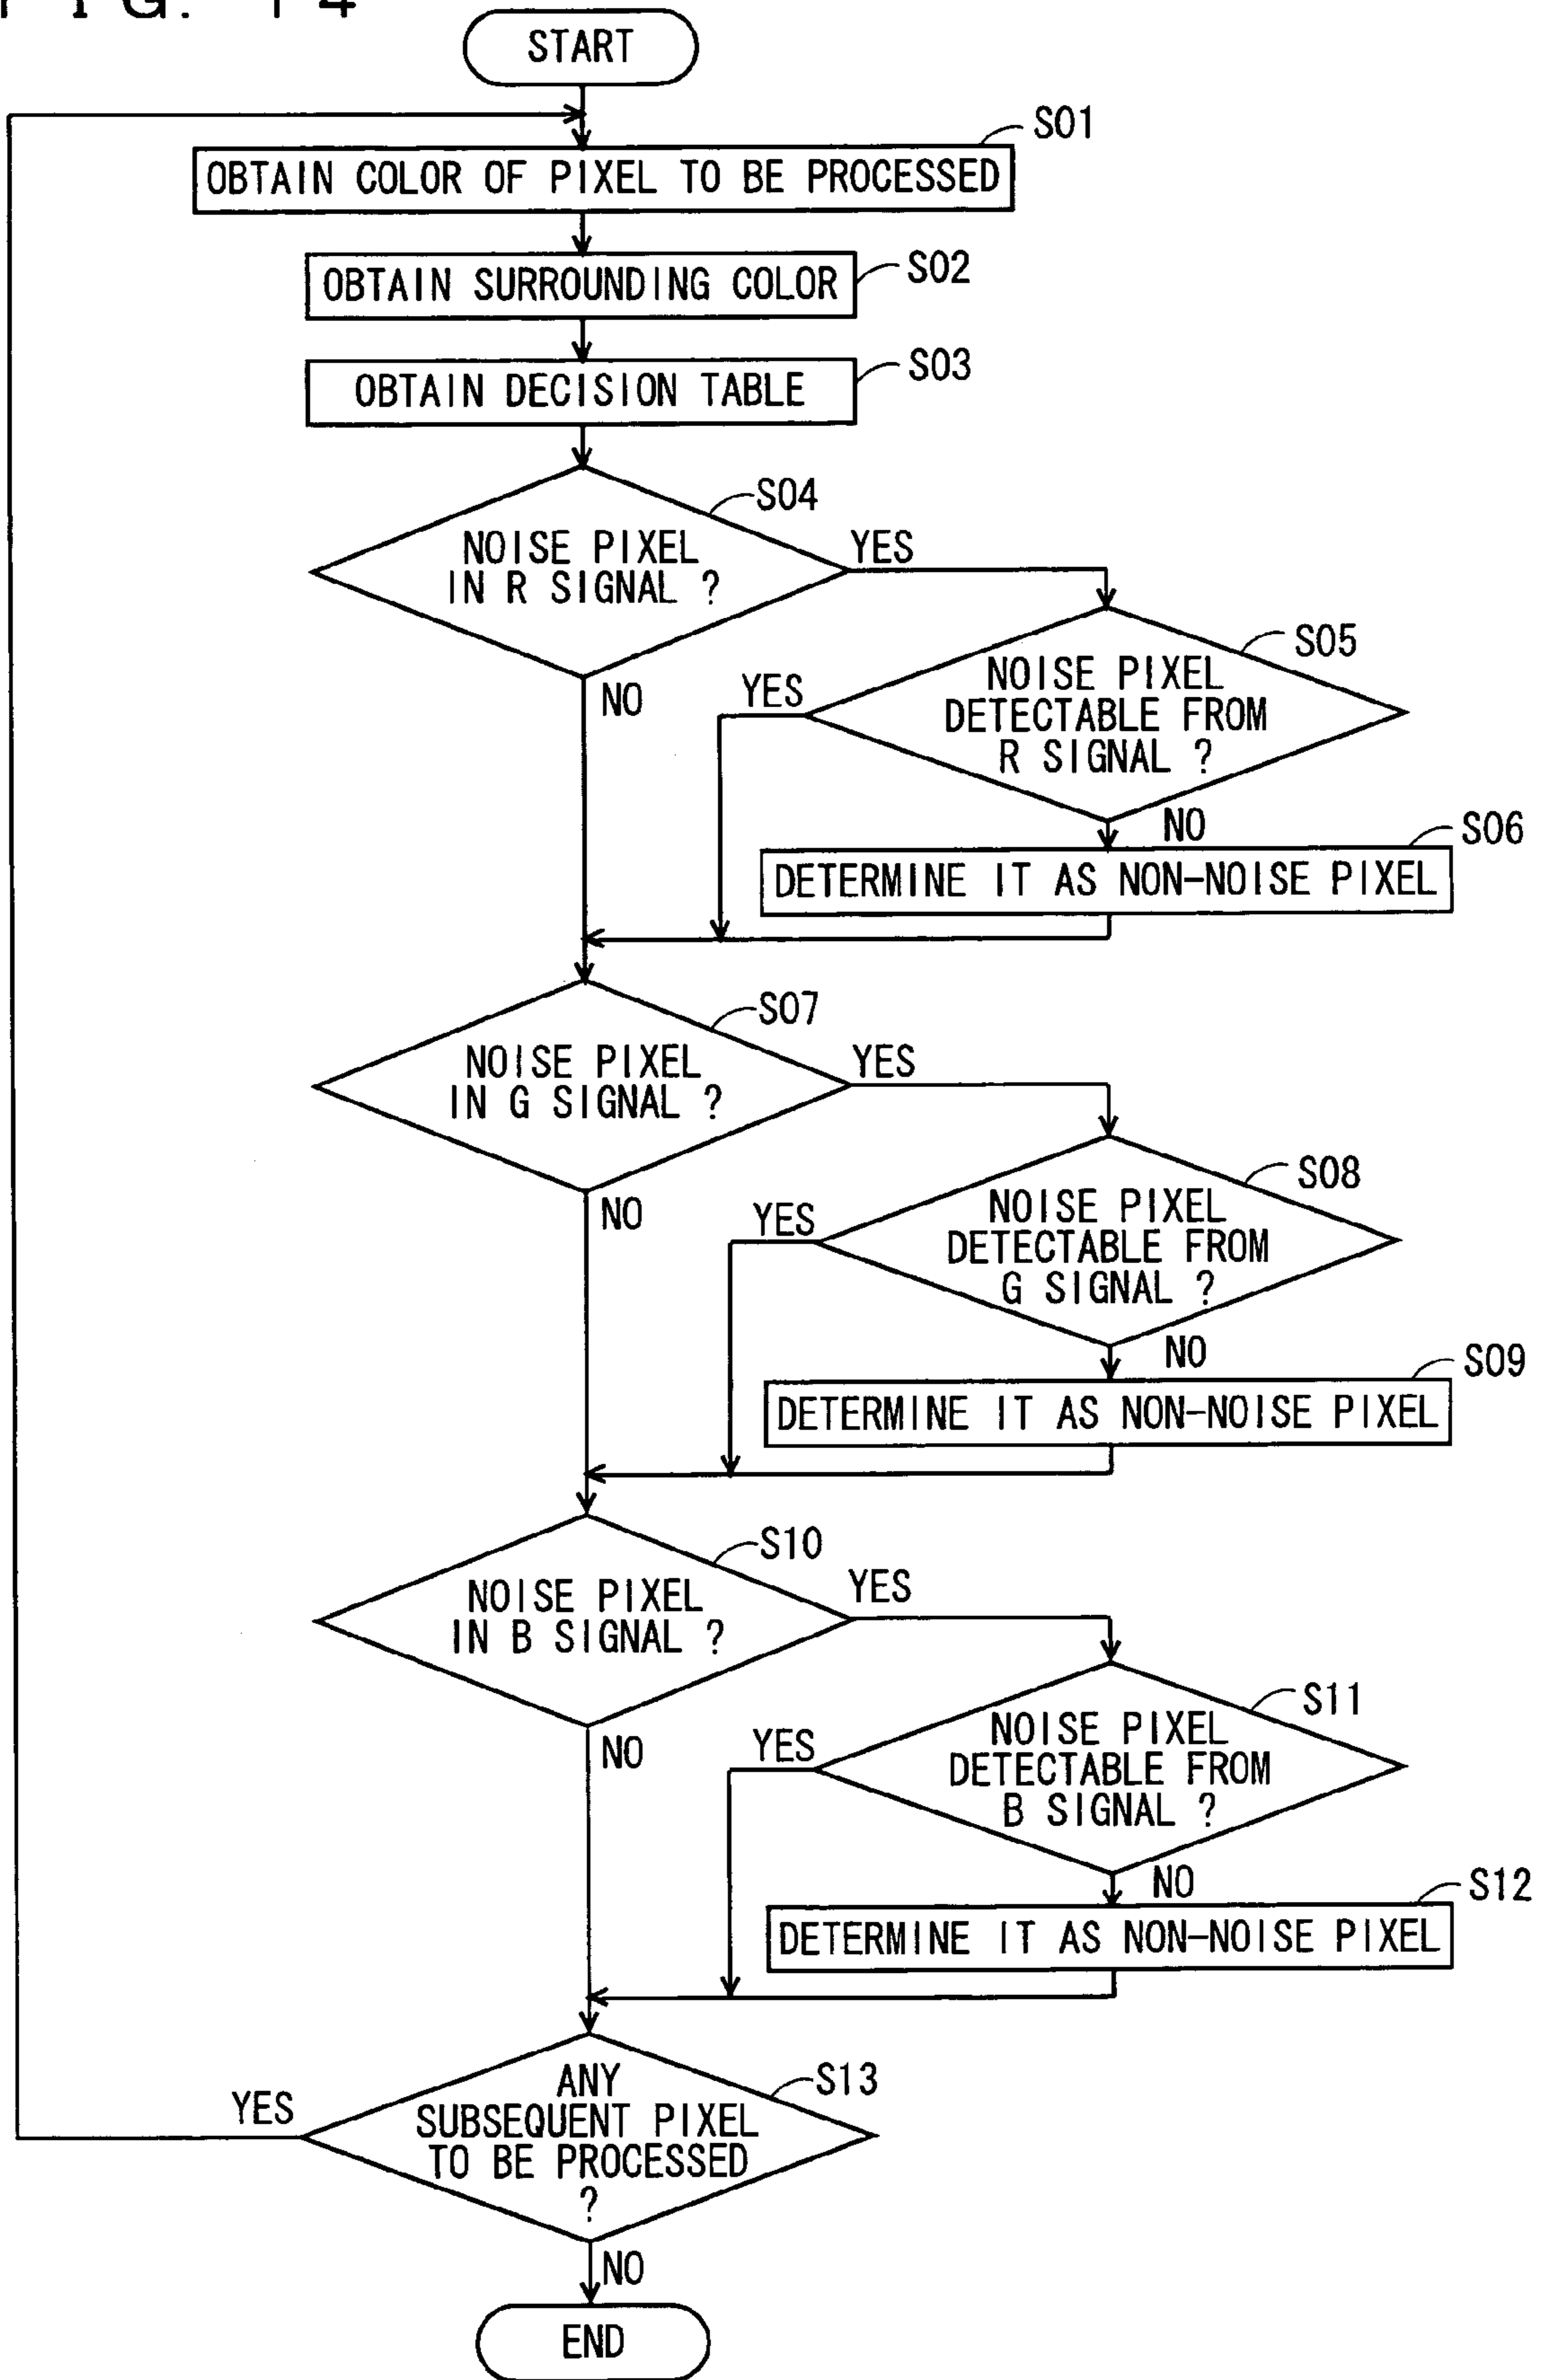 FIG. 14
START
S01
OBTAIN COLOR OF PIXEL TO BE PROCESSED
S02
OBTAIN SURROUNDING COLOR
S03
OBTAIN DECISION TABLE
S04
NOISE PIXEL
IN R SIGNAL ?
YES
NO
S05
NOISE PIXEL
DETECTABLE FROM
R SIGNAL ?
YES
NO
S06
DETERMINE IT AS NON-NOISE PIXEL
S07
NOISE PIXEL
IN G SIGNAL ?
YES
NO
S08
NOISE PIXEL
DETECTABLE FROM
G SIGNAL ?
YES
NO
S09
DETERMINE IT AS NON-NOISE PIXEL
S10
NOISE PIXEL
IN B SIGNAL ?
YES
NO
S11
NOISE PIXEL
DETECTABLE FROM
B SIGNAL ?
YES
NO
S12
DETERMINE IT AS NON-NOISE PIXEL
S13
ANY
SUBSEQUENT PIXEL
TO BE PROCESSED
?
YES
NO
END